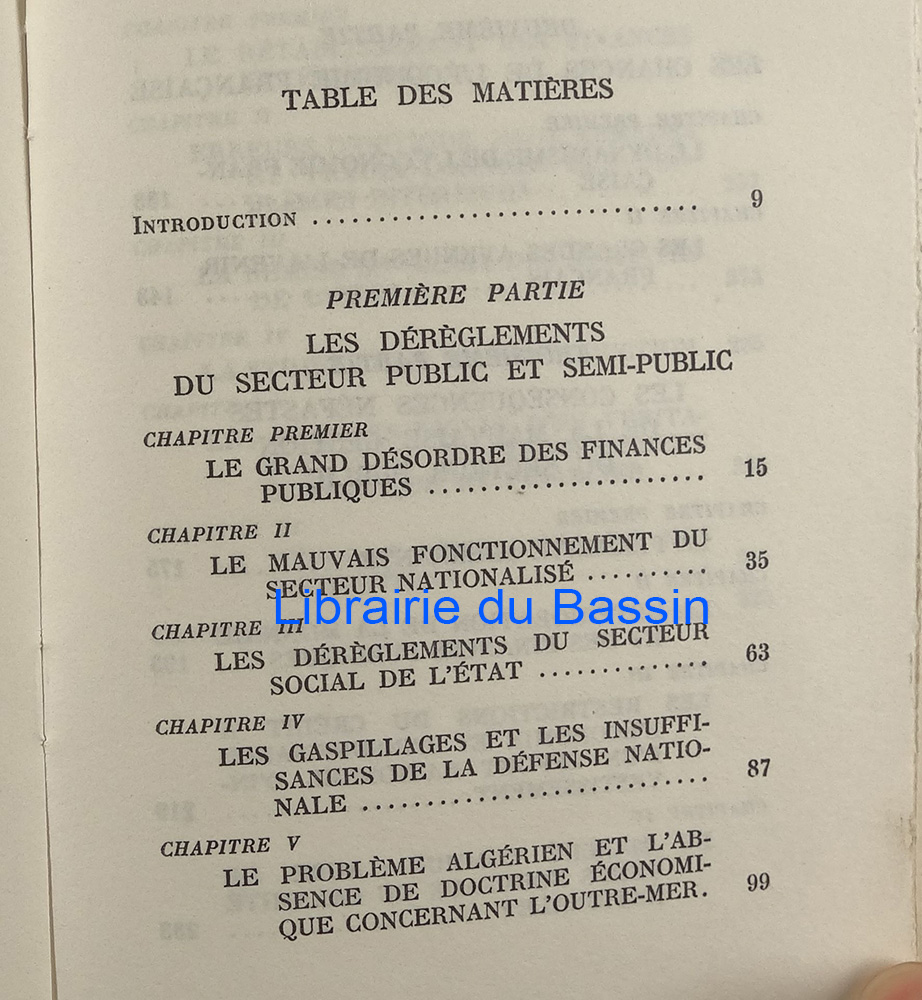 TABLE DES MATIÈRES
INTRODUCTION .............................. 9
PREMIÈRE PARTIE
LES DÉRÈGLEMENTS
DU SECTEUR PUBLIC ET SEMI-PUBLIC
CHAPITRE PREMIER
LE GRAND DÉSORDRE DES FINANCES
PUBLIQUES ...................... 15
CHAPITRE II
LE MAUVAIS FONCTIONNEMENT DU
SECTEUR NATIONALISÉ .......... 35
Librairie du Bassin
CHAPITRE III
LES DÉRÈGLEMENTS DU SECTEUR
SOCIAL DE L'ÉTAT .............. 63
CHAPITRE IV
LES GASPILLAGES ET LES INSUFFI-
SANCES DE LA DÉFENSE NATIO-
NALE ............................ 87
CHAPITRE V
LE PROBLÈME ALGÉRIEN ET L'AB-
SENCE DE DOCTRINE ÉCONOMI-
QUE CONCERNANT L'OUTRE-MER. 99